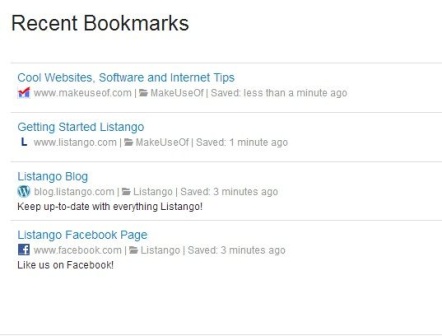 Recent Bookmarks
Cool Websites, Software and Internet Tips
www.makeuseof.com | MakeUseOf | Saved: less than a minute ago
Getting Started Listango
L www.listango.com | MakeUseOf | Saved: 1 minute ago
Listango Blog
blog.listango.com | Listango | Saved: 3 minutes ago
Keep up-to-date with everything Listango!
Listango Facebook Page
www.facebook.com | Listango | Saved: 3 minutes ago
Like us on Facebook!